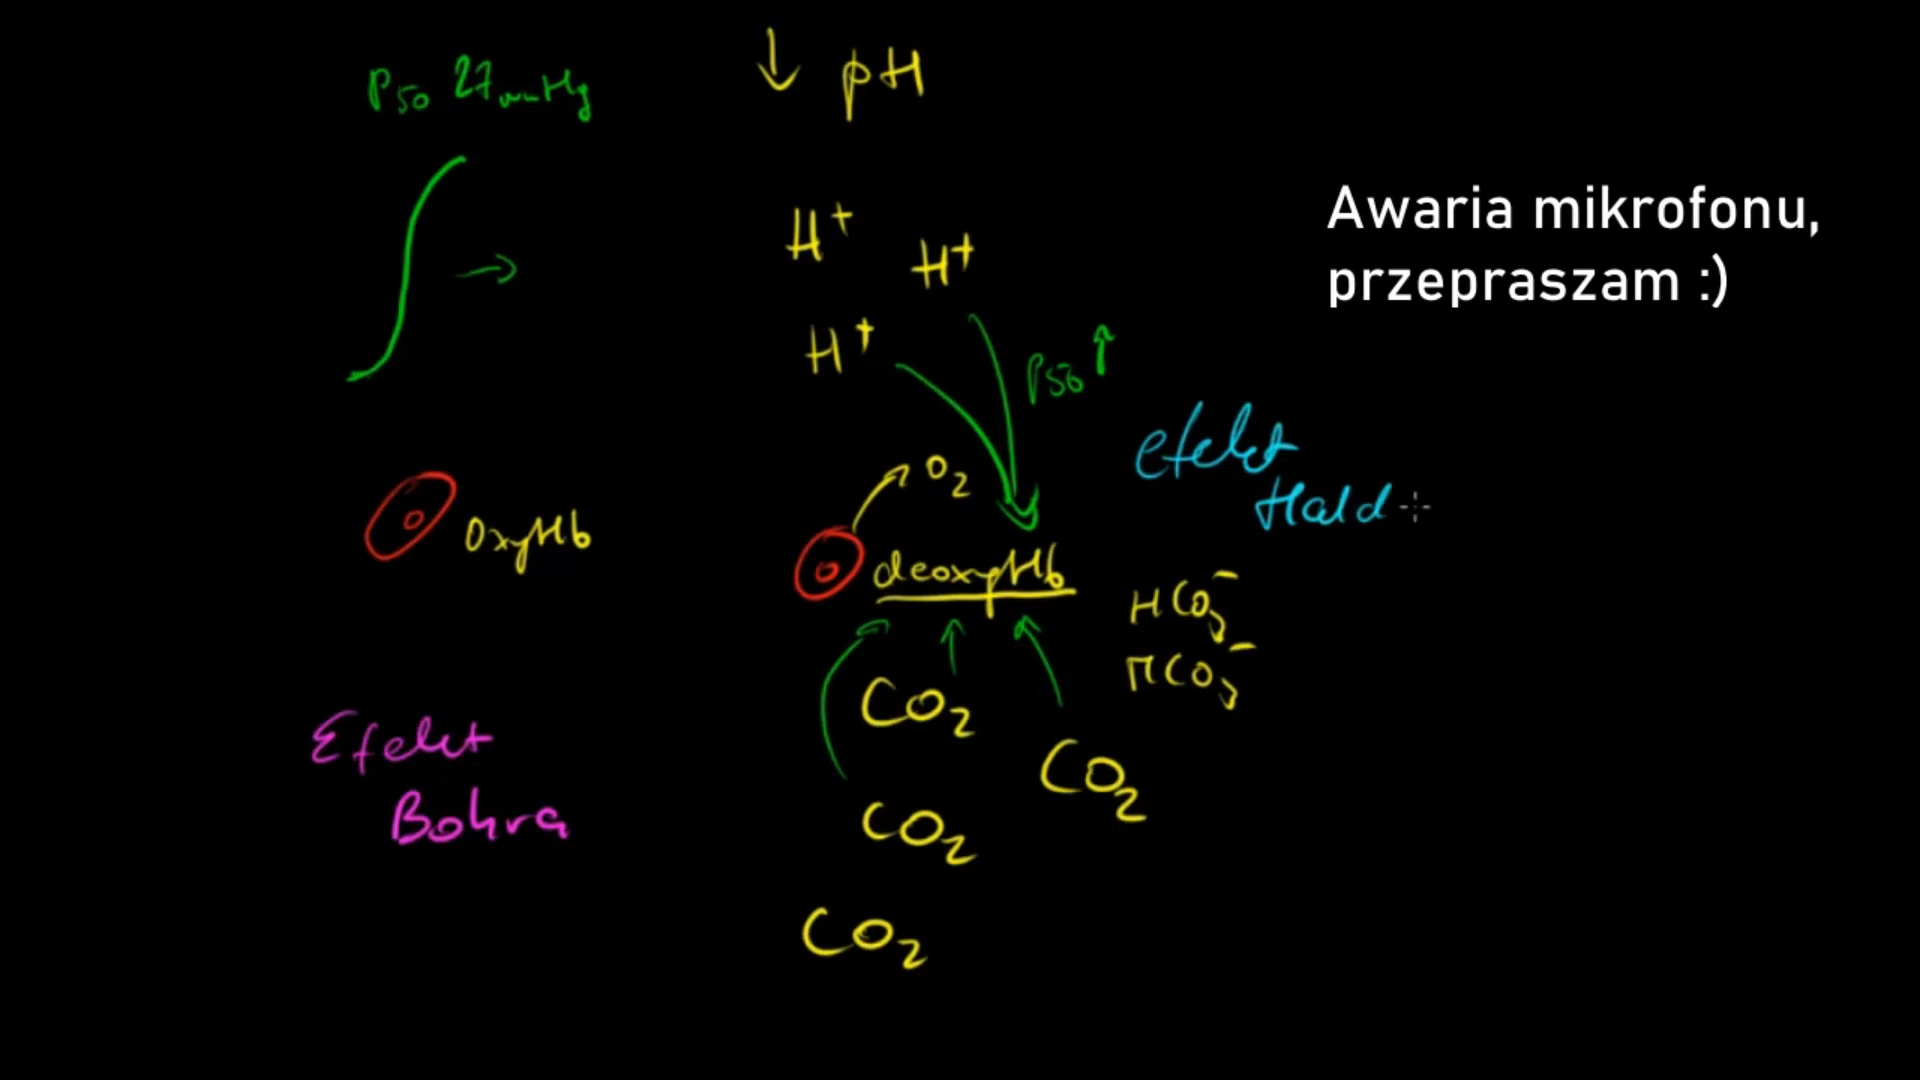 P50 27mmHg
↓ pH
H⁺
H⁺
H⁺
P50 ↑
Awaria mikrofonu,
przepraszam :)
efekt
Hald
O₂
OxyHb
deoxyHb
HCO₃⁻
HCO₃⁻
CO₂
CO₂
CO₂
CO₂
Efekt
Bohra